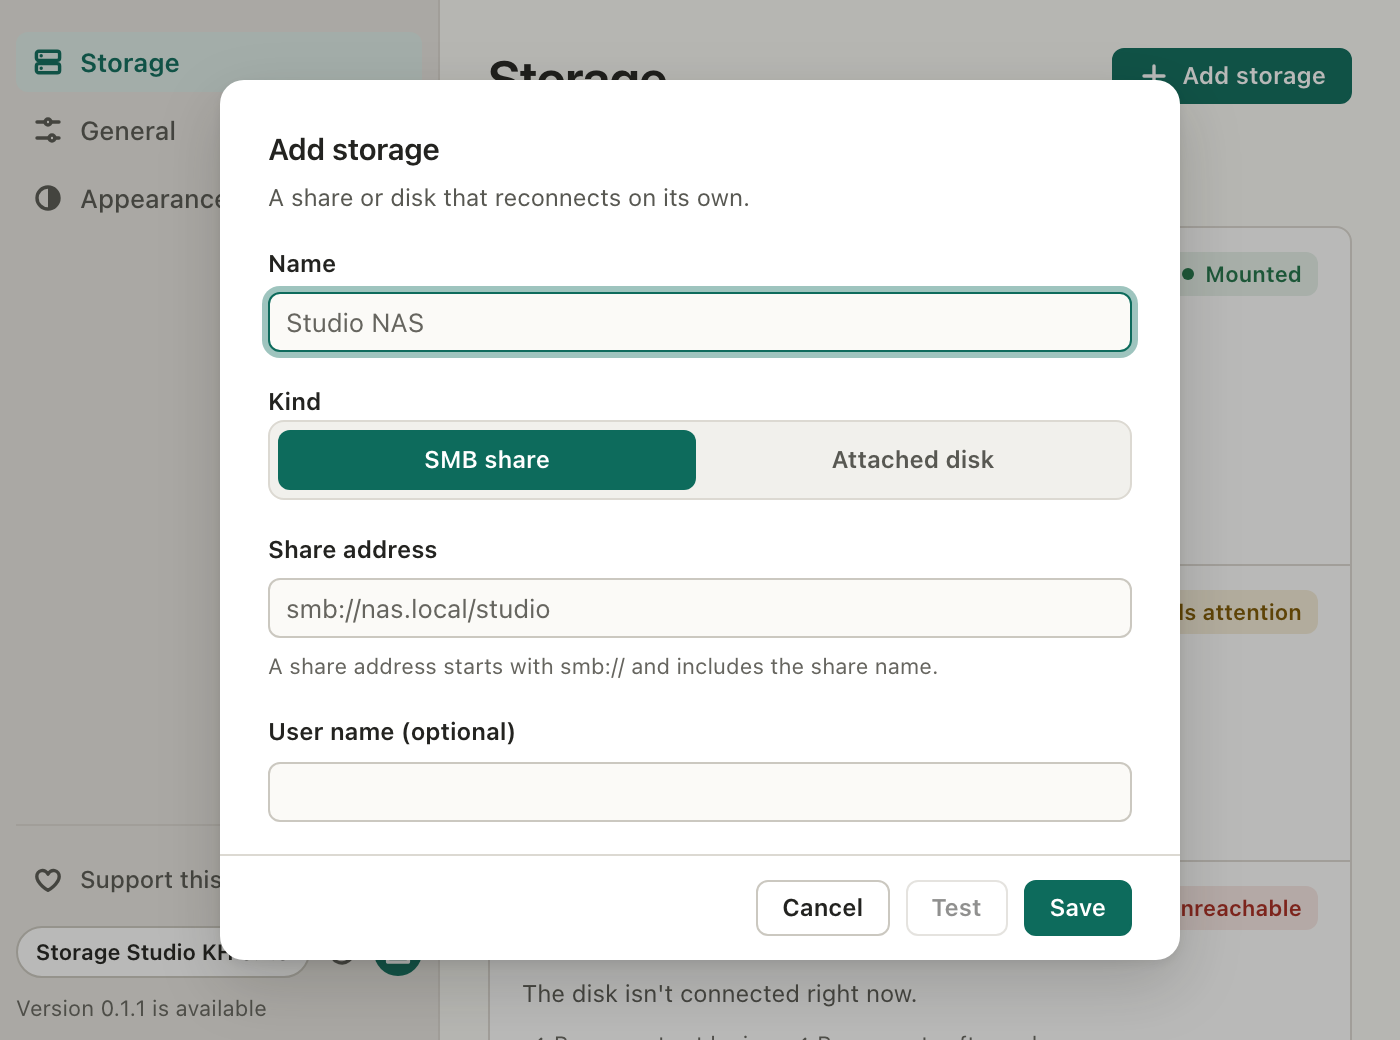 Storage
General
Appearance
Storage
Add storage
Add storage
A share or disk that reconnects on its own.
Name
Studio NAS
Kind
SMB share
Attached disk
Share address
smb://nas.local/studio
A share address starts with smb:// and includes the share name.
User name (optional)
Cancel
Test
Save
Mounted
attention
The disk isn't connected right now.
Support this
Storage Studio
Version 0.1.1 is available